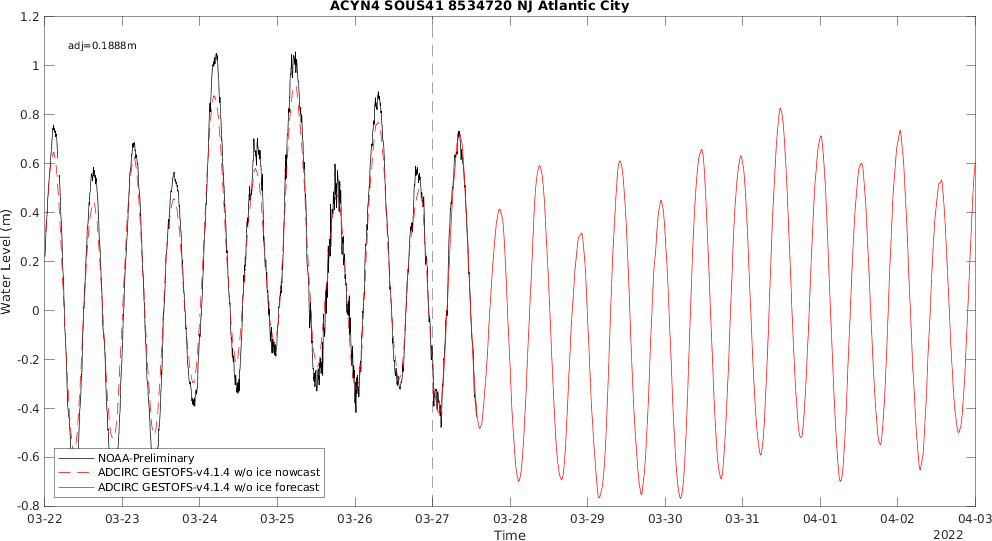 ACYN4 SOUS41 8534720 NJ Atlantic City
adj=0.1888m
1.2
1
0.8
0.6
0.4
0.2
0
-0.2
-0.4
-0.6
-0.8
Water Level (m)
NOAA-Preliminary
ADCIRC GESTOFS-v4.1.4 w/o ice nowcast
ADCIRC GESTOFS-v4.1.4 w/o ice forecast
03-22 03-23 03-24 03-25 03-26 03-27 03-28 03-29 03-30 03-31 04-01 04-02 04-03
Time
2022